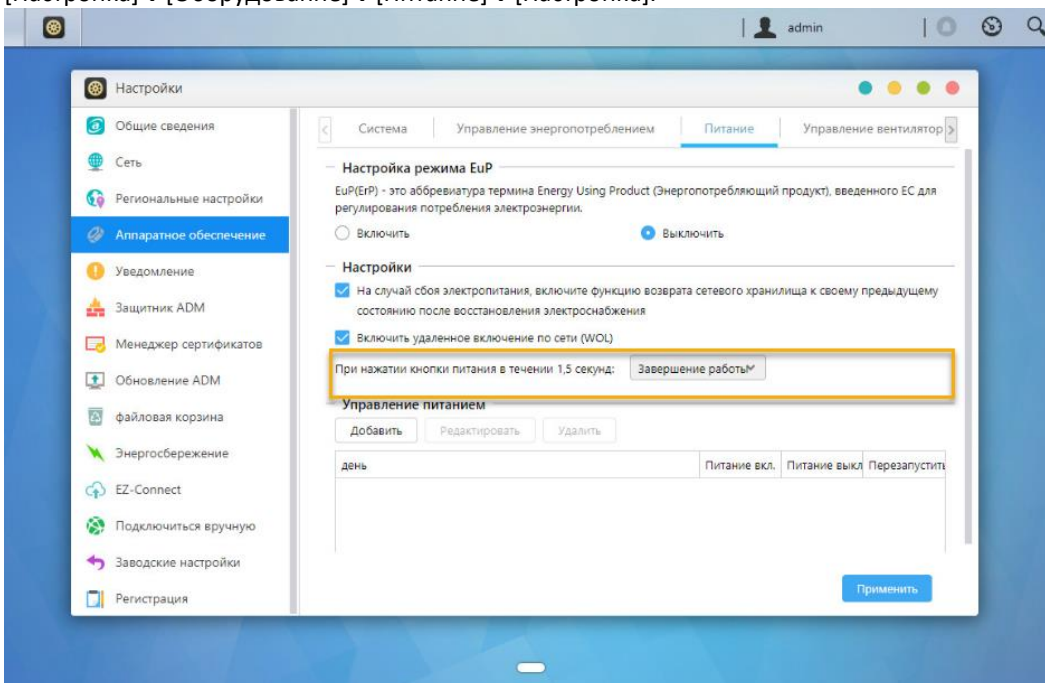 [Настройка] › [Оборудование] › [Питание] › [Настройка].
admin
Настройки
Общие сведения
Сеть
Региональные настройки
Аппаратное обеспечение
Уведомление
Защитник ADM
Менеджер сертификатов
Обновление ADM
файловая корзина
Энергосбережение
EZ-Connect
Подключиться вручную
Заводские настройки
Регистрация
Система Управление энергопотреблением Питание Управление вентилятор
Настройка режима EuP
EuP(ErP) - это аббревиатура термина Energy Using Product (Энергопотребляющий продукт), введенного ЕС для
регулирования потребления электроэнергии.
Включить Выключить
Настройки
На случай сбоя электропитания, включите функцию возврата сетевого хранилища к своему предыдущему
состоянию после восстановления электроснабжения
Включить удаленное включение по сети (WOL)
При нажатии кнопки питания в течении 1,5 секунд: Завершение работы
Управление питанием
Добавить Редактировать Удалить
день Питание вкл. Питание выкл Перезапустить
Применить